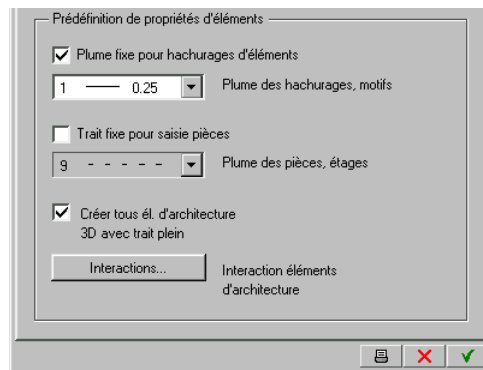 Prédéfinition de propriétés d'éléments
Plume fixe pour hachurages d'éléments
1 0.25 Plume des hachurages, motifs
Trait fixe pour saisie pièces
9 Plume des pièces, étages
Créer tous él. d'architecture
3D avec trait plein
Interactions... Interaction éléments
d'architecture